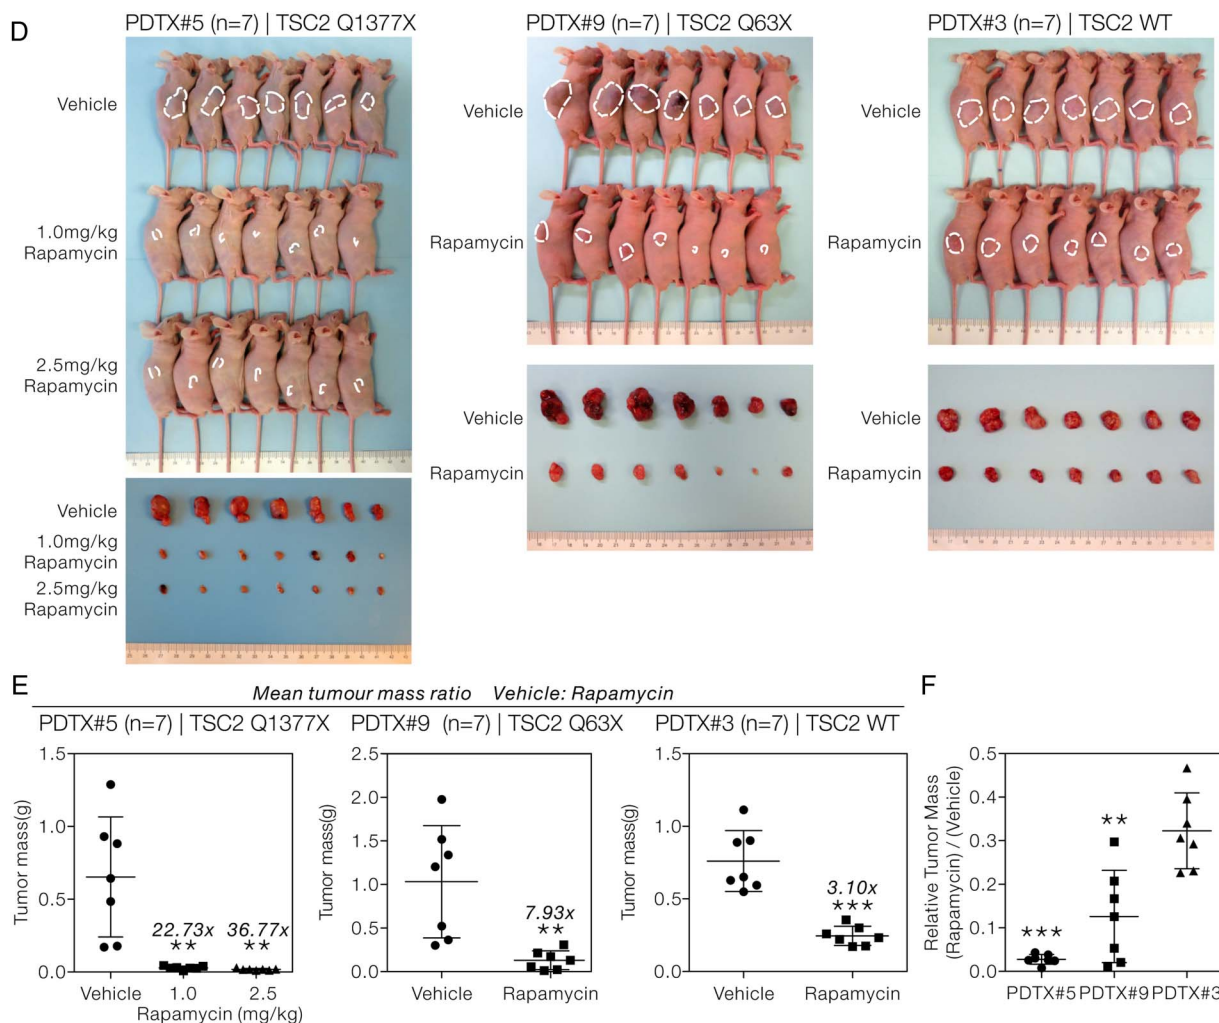 D
PDTX#5 (n=7) | TSC2 Q1377X
PDTX#9 (n=7) | TSC2 Q63X
PDTX#3 (n=7) | TSC2 WT
Vehicle
1.0mg/kg
Rapamycin
2.5mg/kg
Rapamycin
Vehicle
1.0mg/kg
Rapamycin
2.5mg/kg
Rapamycin
Vehicle
Rapamycin
Vehicle
Rapamycin
Vehicle
Rapamycin
Vehicle
Rapamycin
E
Mean tumour mass ratio Vehicle: Rapamycin
PDTX#5 (n=7) | TSC2 Q1377X
Tumor mass(g)
1.5
1.0
0.5
0.0
22.73x
**
36.77x
**
Vehicle 1.0 2.5
Rapamycin (mg/kg)
PDTX#9 (n=7) | TSC2 Q63X
Tumor mass(g)
2.5
2.0
1.5
1.0
0.5
0.0
7.93x
**
Vehicle Rapamycin
PDTX#3 (n=7) | TSC2 WT
Tumor mass(g)
1.5
1.0
0.5
0.0
3.10x
***
Vehicle Rapamycin
F
Relative Tumor Mass
(Rapamycin) / (Vehicle)
0.5
0.4
0.3
0.2
0.1
0.0
***
**
PDTX#5 PDTX#9 PDTX#3